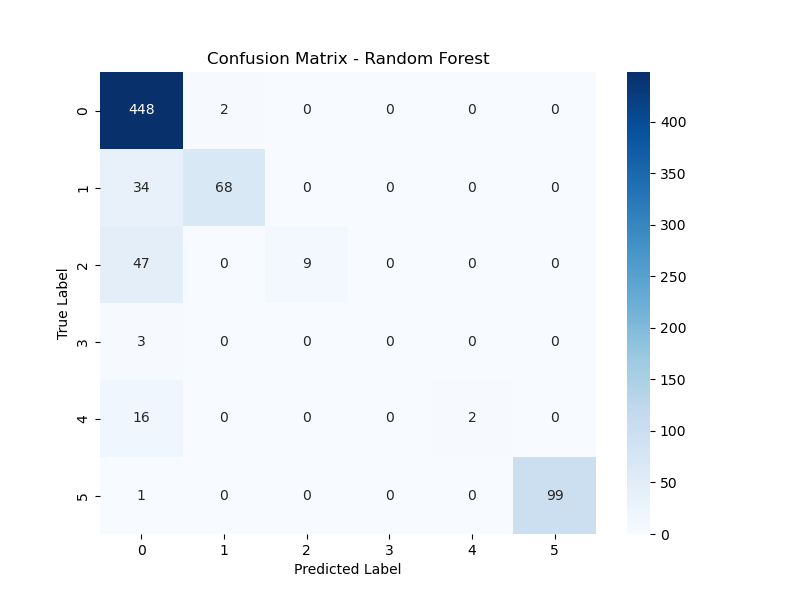 Confusion Matrix - Random Forest
0 448 2 0 0 0 0
1 34 68 0 0 0 0
2 47 0 9 0 0 0
3 3 0 0 0 0 0
4 16 0 0 0 2 0
5 1 0 0 0 0 99
0 1 2 3 4 5
Predicted Label
True Label
400
350
300
250
200
150
100
50
0